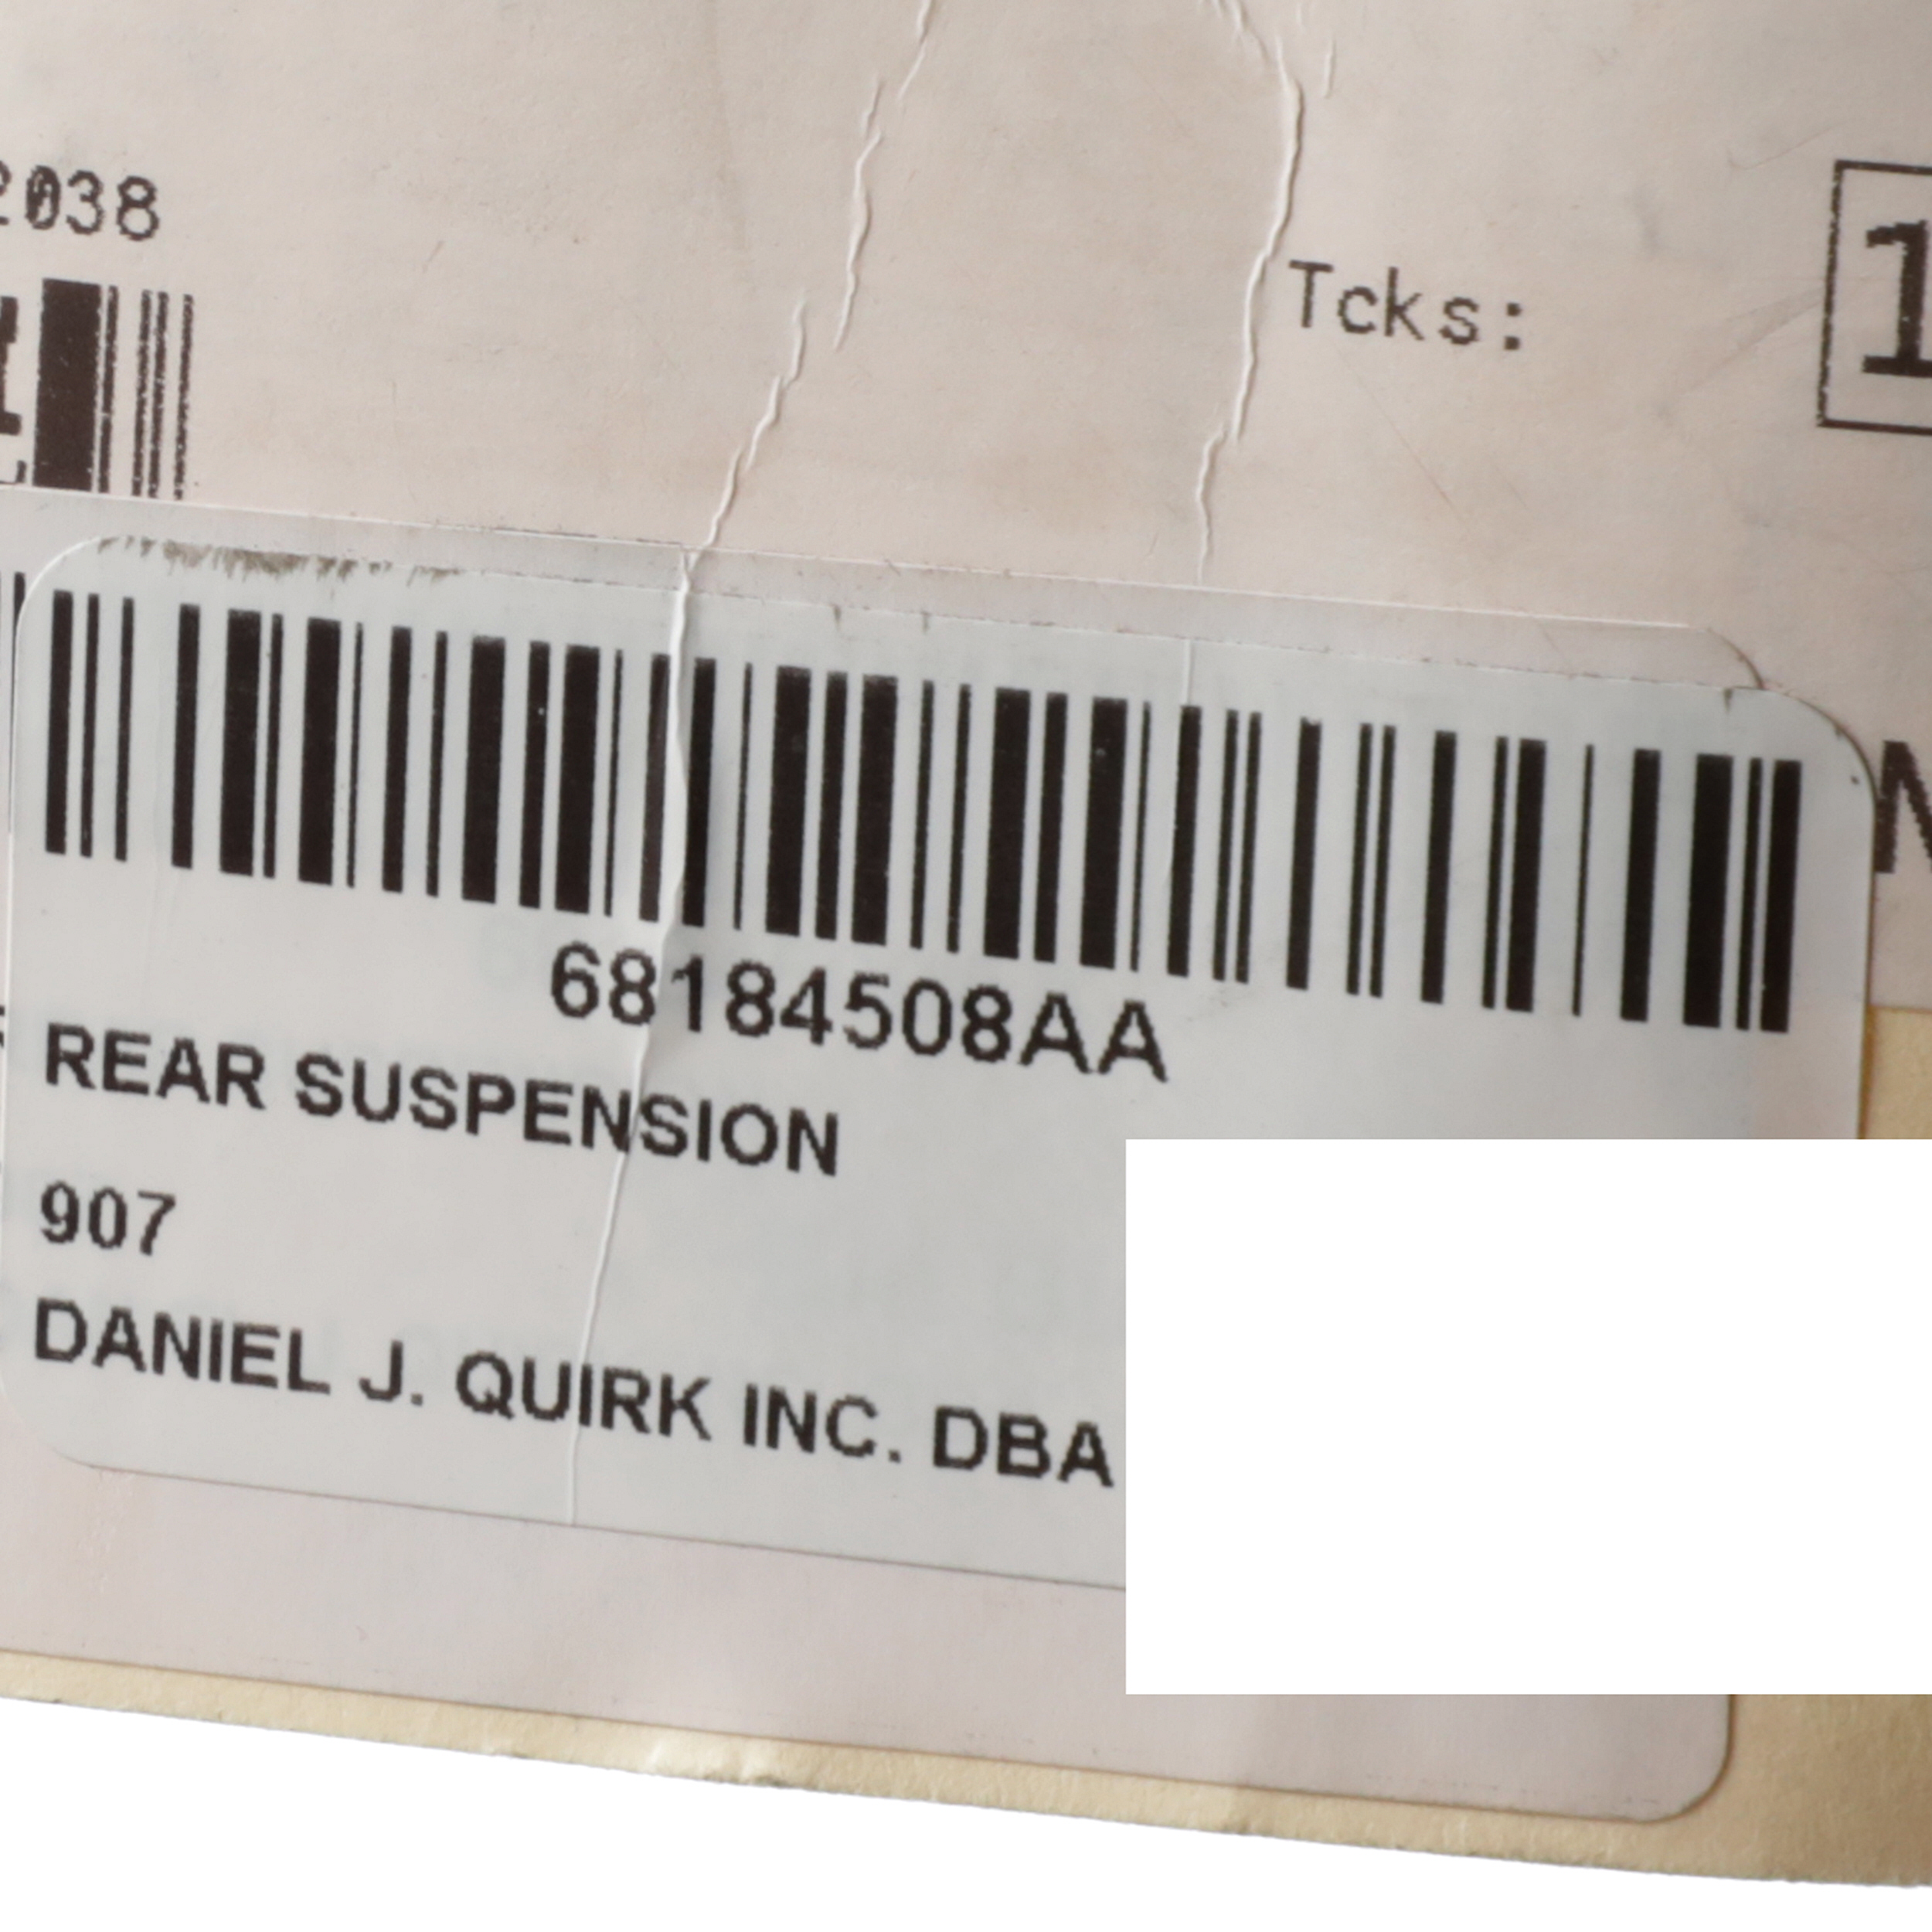 2038
Tcks:
1
68184508AA
REAR SUSPENSION
907
DANIEL J. QUIRK INC. DBA